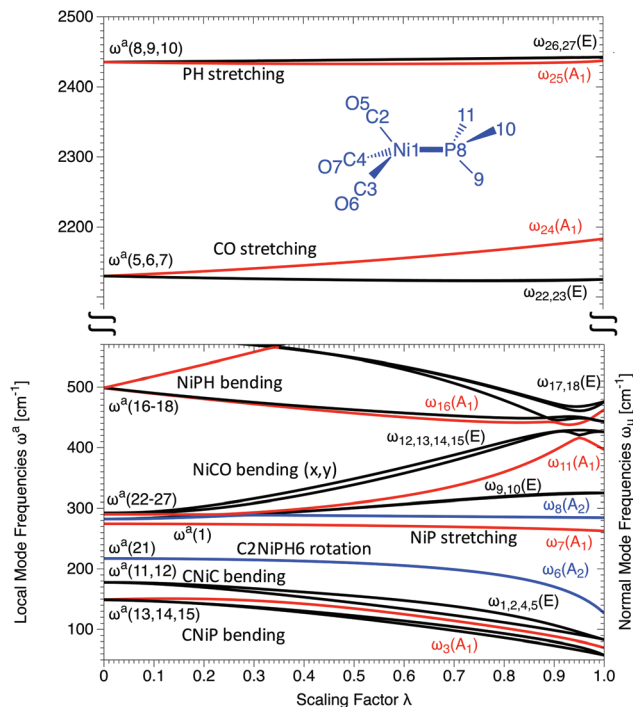 2500
ωᵃ(8,9,10)
ω26,27(E)
PH stretching
ω25(A1)
2400
O5
C2
11
10
2300
O7
C4
Ni1
P8
C3
9
O6
2200
ω24(A1)
CO stretching
ωᵃ(5,6,7)
ω22,23(E)
∫∫
∫∫
Local Mode Frequencies ωᵃ [cm⁻¹]
Normal Mode Frequencies ωμ [cm⁻¹]
500
NiPH bending
ω17,18(E)
ωᵃ(16-18)
ω16(A1)
400
ω12,13,14,15(E)
NiCO bending (x,y)
ω11(A1)
ωᵃ(22-27)
ω9,10(E)
300
ω8(A2)
ωᵃ(1)
NiP stretching
ω7(A1)
ωᵃ(21)
C2NiPH6 rotation
200
ωᵃ(11,12)
ω6(A2)
CNiC bending
ω1,2,4,5(E)
ωᵃ(13,14,15)
100
CNiP bending
ω3(A1)
0 0.1 0.2 0.3 0.4 0.5 0.6 0.7 0.8 0.9 1.0
Scaling Factor λ